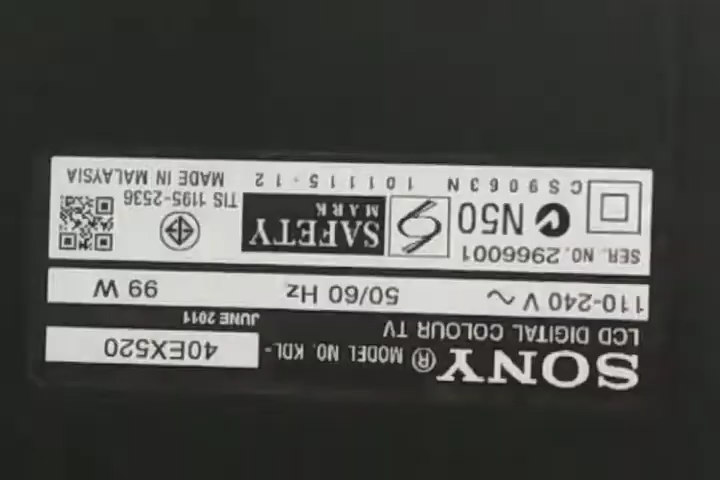 SONY® MODEL NO. KDL- 40EX520
LCD DIGITAL COLOUR TV JUNE 2011
110-240 V ~ 50/60 Hz 99 W
SER. NO. 2966001
N50 SAFETY MARK TIS 1195-2536
CS9063N 101115-12 MADE IN MALAYSIA